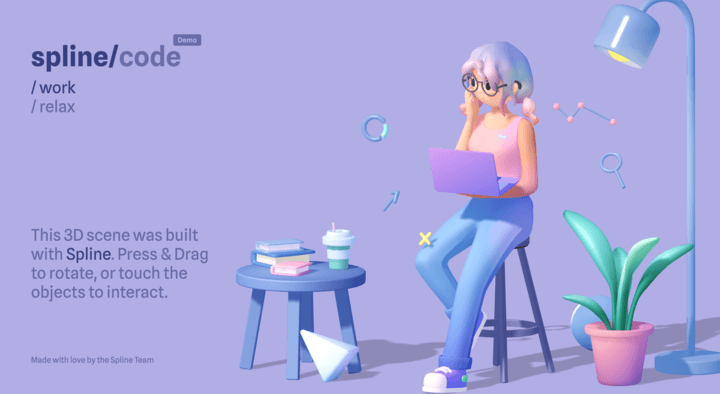 Demo
spline/code
/ work
/ relax
This 3D scene was built
with Spline. Press & Drag
to rotate, or touch the
objects to interact.
Made with love by the Spline Team